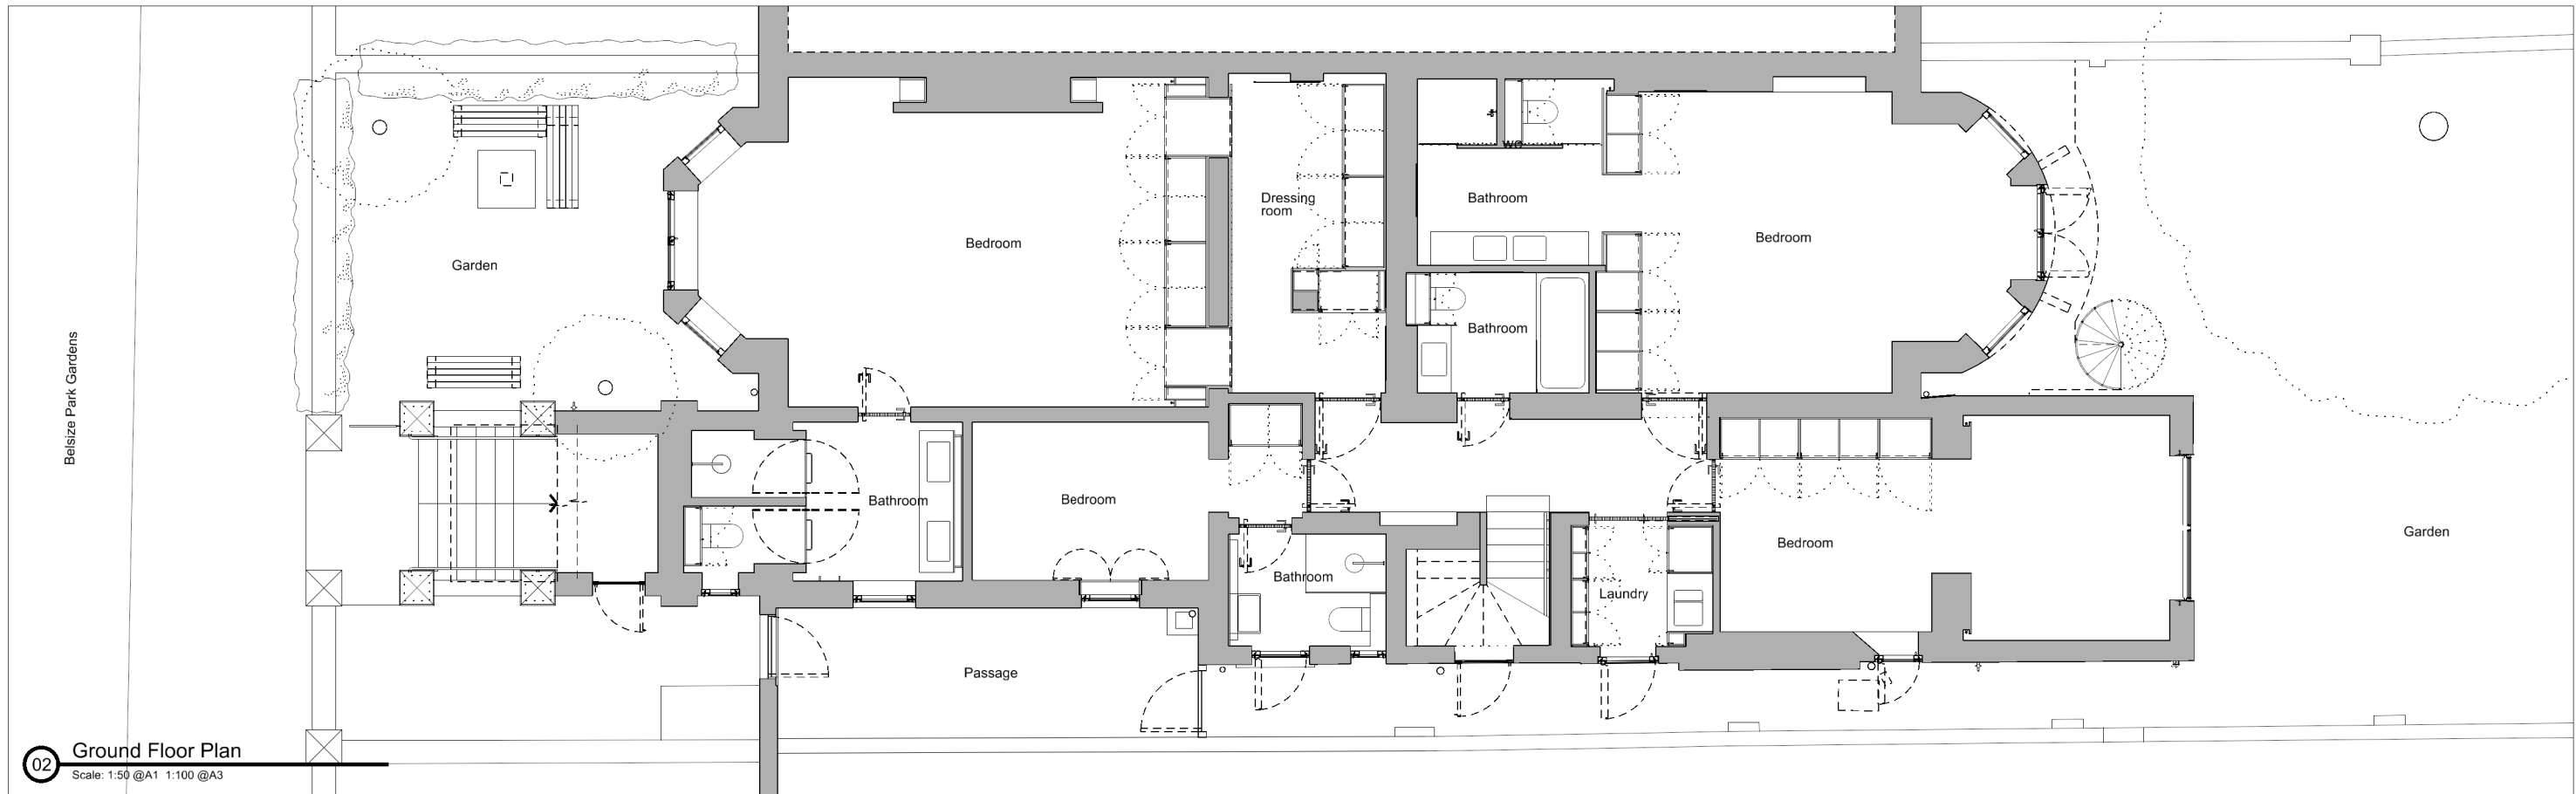 Belsize Park Gardens
Garden
Bedroom
Dressing
room
WC
Bathroom
Bedroom
Bathroom
Bathroom
Bedroom
Bathroom
Laundry
Bedroom
Garden
Passage
02
Ground Floor Plan
Scale: 1:50 @A1 1:100 @A3